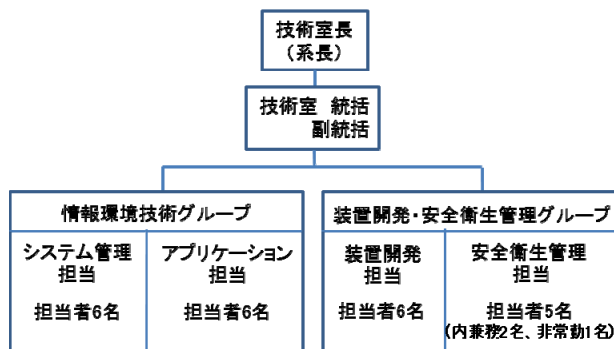 技術室長
(系長)
技術室 統括
副統括
情報環境技術グループ
システム管理
担当
担当者6名
アプリケーション
担当
担当者6名
装置開発・安全衛生管理グループ
装置開発
担当
担当者6名
安全衛生管理
担当
担当者5名
(内兼務2名、非常勤1名)